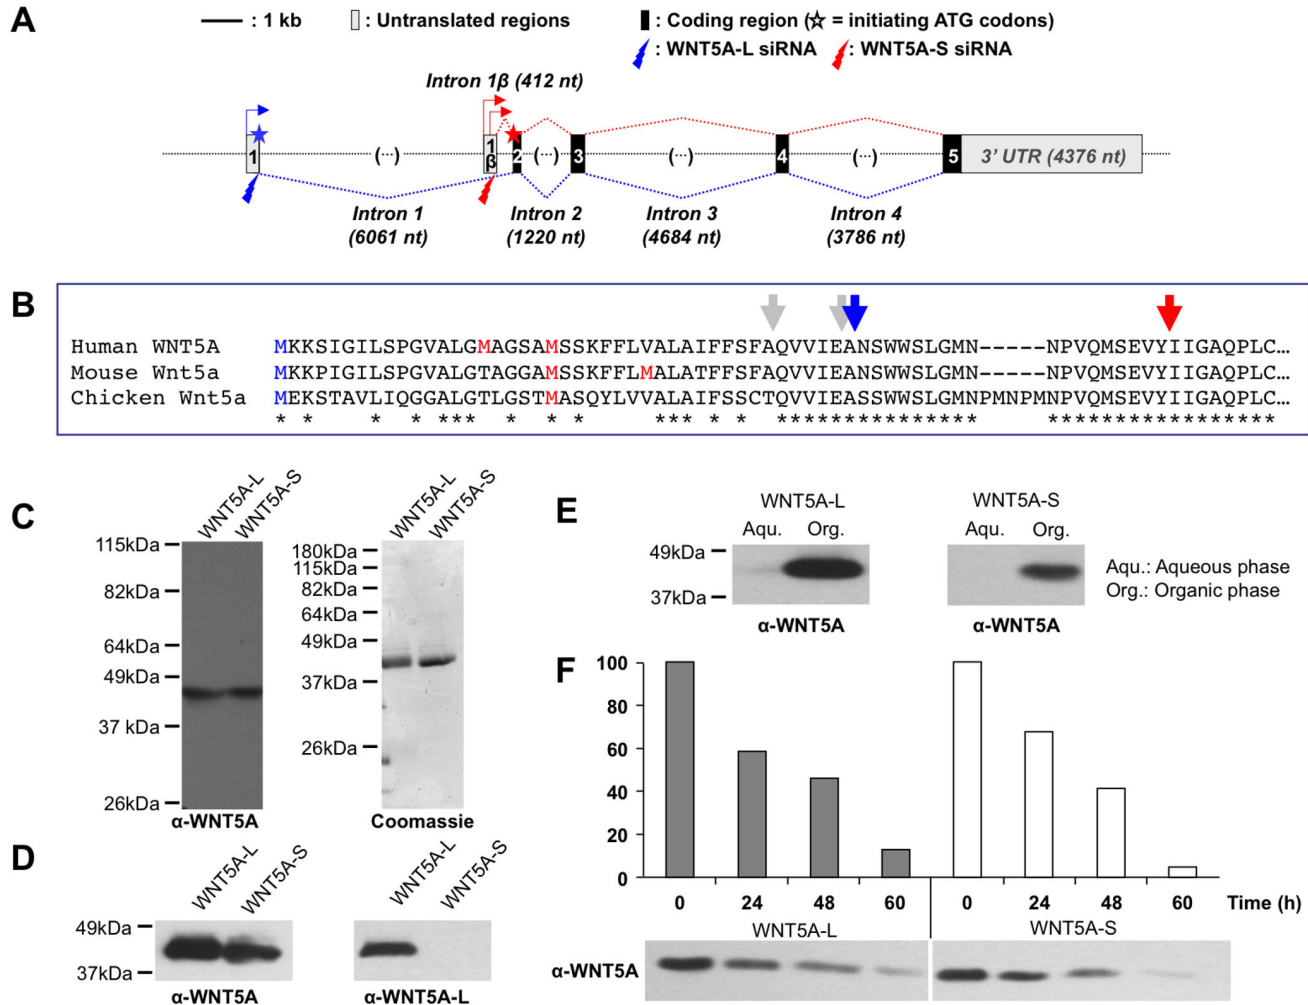 A
: 1 kb
: Untranslated regions
: Coding region (☆ = initiating ATG codons)
: WNT5A-L siRNA
: WNT5A-S siRNA
Intron 1β (412 nt)
1
1
β
2
3
4
5
3' UTR (4376 nt)
(···)
(···)
(···)
(···)
Intron 1
(6061 nt)
Intron 2
(1220 nt)
Intron 3
(4684 nt)
Intron 4
(3786 nt)
B
Human WNT5A MKKSIGILSPGVALGMAGSAMSSKFFLVALAIFFSFAQVVIEANSWWSLGMN-----NPVQMSEVYIIGAQPLC…
Mouse Wnt5a MKKPIGILSPGVALGTAGGAMSSKFFLMALATFFSFAQVVIEANSWWSLGMN-----NPVQMSEVYIIGAQPLC…
Chicken Wnt5a MEKSTAVLIQGGALGTLGSTMASQYLVVALAIFSSCTQVVIEASSWWSLGMNPMNPMNPVQMSEVYIIGAQPLC…
* * * * *** * * * *** * * *************** *****************
C
WNT5A-L
WNT5A-S
115kDa
82kDa
64kDa
49kDa
37 kDa
26kDa
α-WNT5A
WNT5A-L
WNT5A-S
180kDa
115kDa
82kDa
64kDa
49kDa
37kDa
26kDa
Coomassie
D
WNT5A-L
WNT5A-S
49kDa
37kDa
α-WNT5A
WNT5A-L
WNT5A-S
α-WNT5A-L
E
WNT5A-L
Aqu. Org.
49kDa
37kDa
α-WNT5A
WNT5A-S
Aqu. Org.
α-WNT5A
Aqu.: Aqueous phase
Org.: Organic phase
F
100
80
60
40
20
0
0 24 48 60 0 24 48 60 Time (h)
WNT5A-L WNT5A-S
α-WNT5A